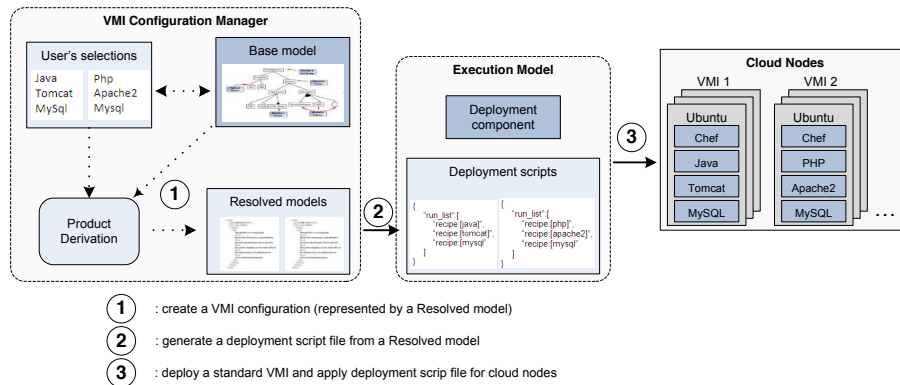 VMI Configuration Manager
User's selections
Java
Tomcat
MySql
Php
Apache2
Mysql
Base model
Product
Derivation
1
Resolved models
2
Execution Model
Deployment
component
Deployment scripts
{
"run_list":[
"recipe:[java]",
"recipe:[tomcat]",
"recipe:[mysql"
]
}
{
"run_list":[
"recipe:[php]",
"recipe:[apache2]",
"recipe:[mysql"
]
{
3
Cloud Nodes
VMI 1
Ubuntu
Chef
Java
Tomcat
MySQL
VMI 2
Ubuntu
Chef
PHP
Apache2
MySQL
...
1 : create a VMI configuration (represented by a Resolved model)
2 : generate a deployment script file from a Resolved model
3 : deploy a standard VMI and apply deployment scrip file for cloud nodes